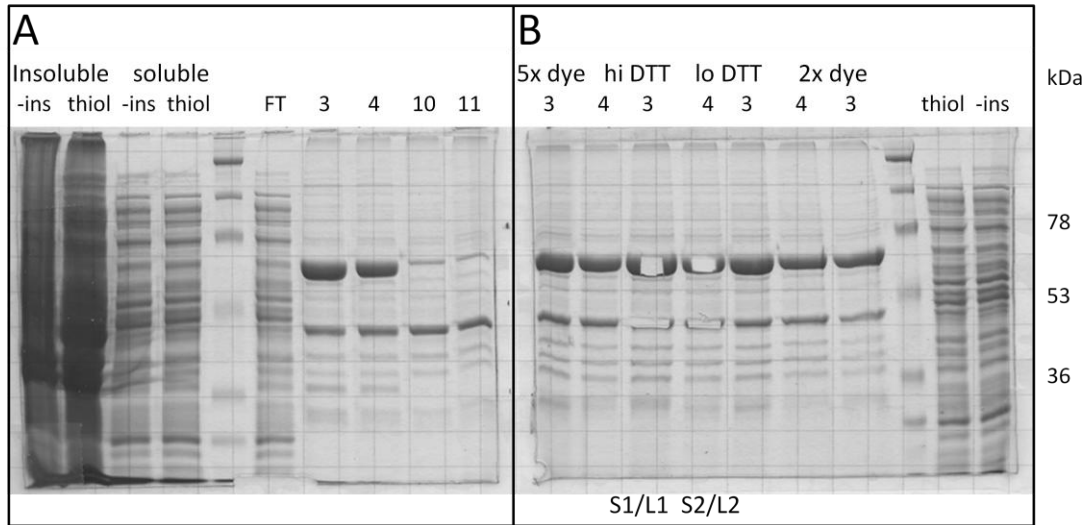 A
Insoluble soluble
-ins thiol -ins thiol FT 3 4 10 11
B
5x dye hi DTT lo DTT 2x dye
3 4 3 4 3 4 3 thiol -ins
kDa
78
53
36
S1/L1 S2/L2